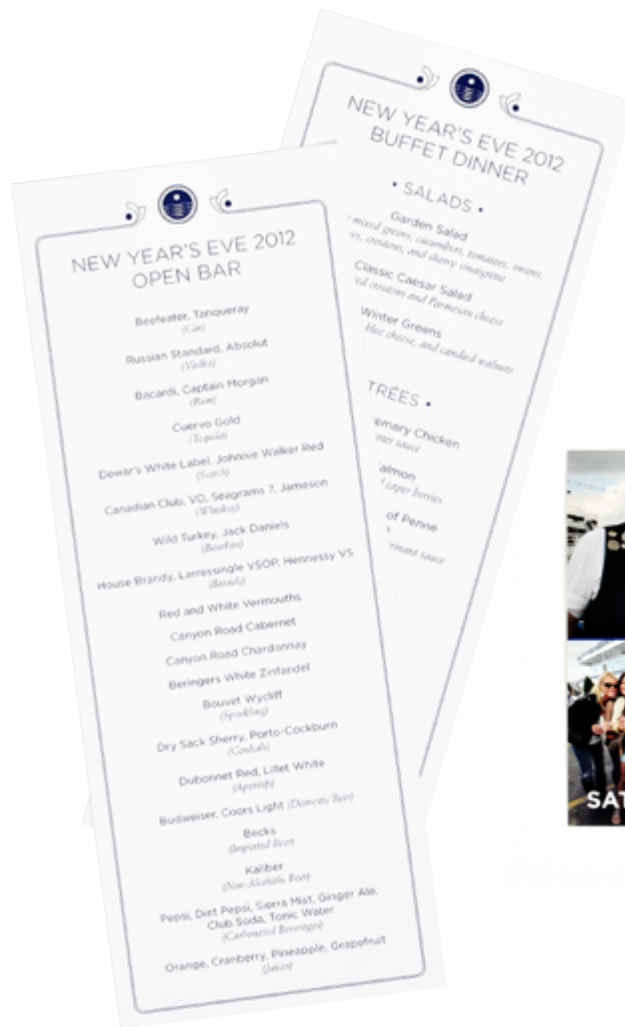 NEW YEAR'S EVE 2012
OPEN BAR
Beefeater, Tanqueray
(Gin)
Russian Standard, Absolut
(Vodka)
Bacardi, Captain Morgan
(Rum)
Cuervo Gold
(Tequila)
Dewar's White Label, Johnnie Walker Red
(Scotch)
Canadian Club, VO, Seagrams 7, Jameson
(Whiskey)
Wild Turkey, Jack Daniels
(Bourbon)
House Brandy, Larressingle VSOP, Hennessy VS
(Brandy)
Red and White Vermouths
Canyon Road Cabernet
Canyon Road Chardonnay
Beringers White Zinfandel
Bouvet Wycliff
(Sparkling)
Dry Sack Sherry, Porto-Cockburn
(Cordials)
Dubonnet Red, Lillet White
(Aperitifs)
Budweiser, Coors Light (Domestic Beer)
Becks
(Imported Beer)
Kaliber
(Non-Alcoholic Beer)
Pepsi, Diet Pepsi, Sierra Mist, Ginger Ale,
Club Soda, Tonic Water
(Carbonated Beverages)
Orange, Cranberry, Pineapple, Grapefruit
(Juices)
NEW YEAR'S EVE 2012
BUFFET DINNER
• SALADS •
Garden Salad
mixed greens, cucumbers, tomatoes, onions,
croutons, and sherry vinaigrette
Classic Caesar Salad
croutons and Parmesan cheese
Winter Greens
blue cheese, and candied walnuts
TRÉES •
emary Chicken
sauce
almon
caper berries
of Penne
sauce
SAT